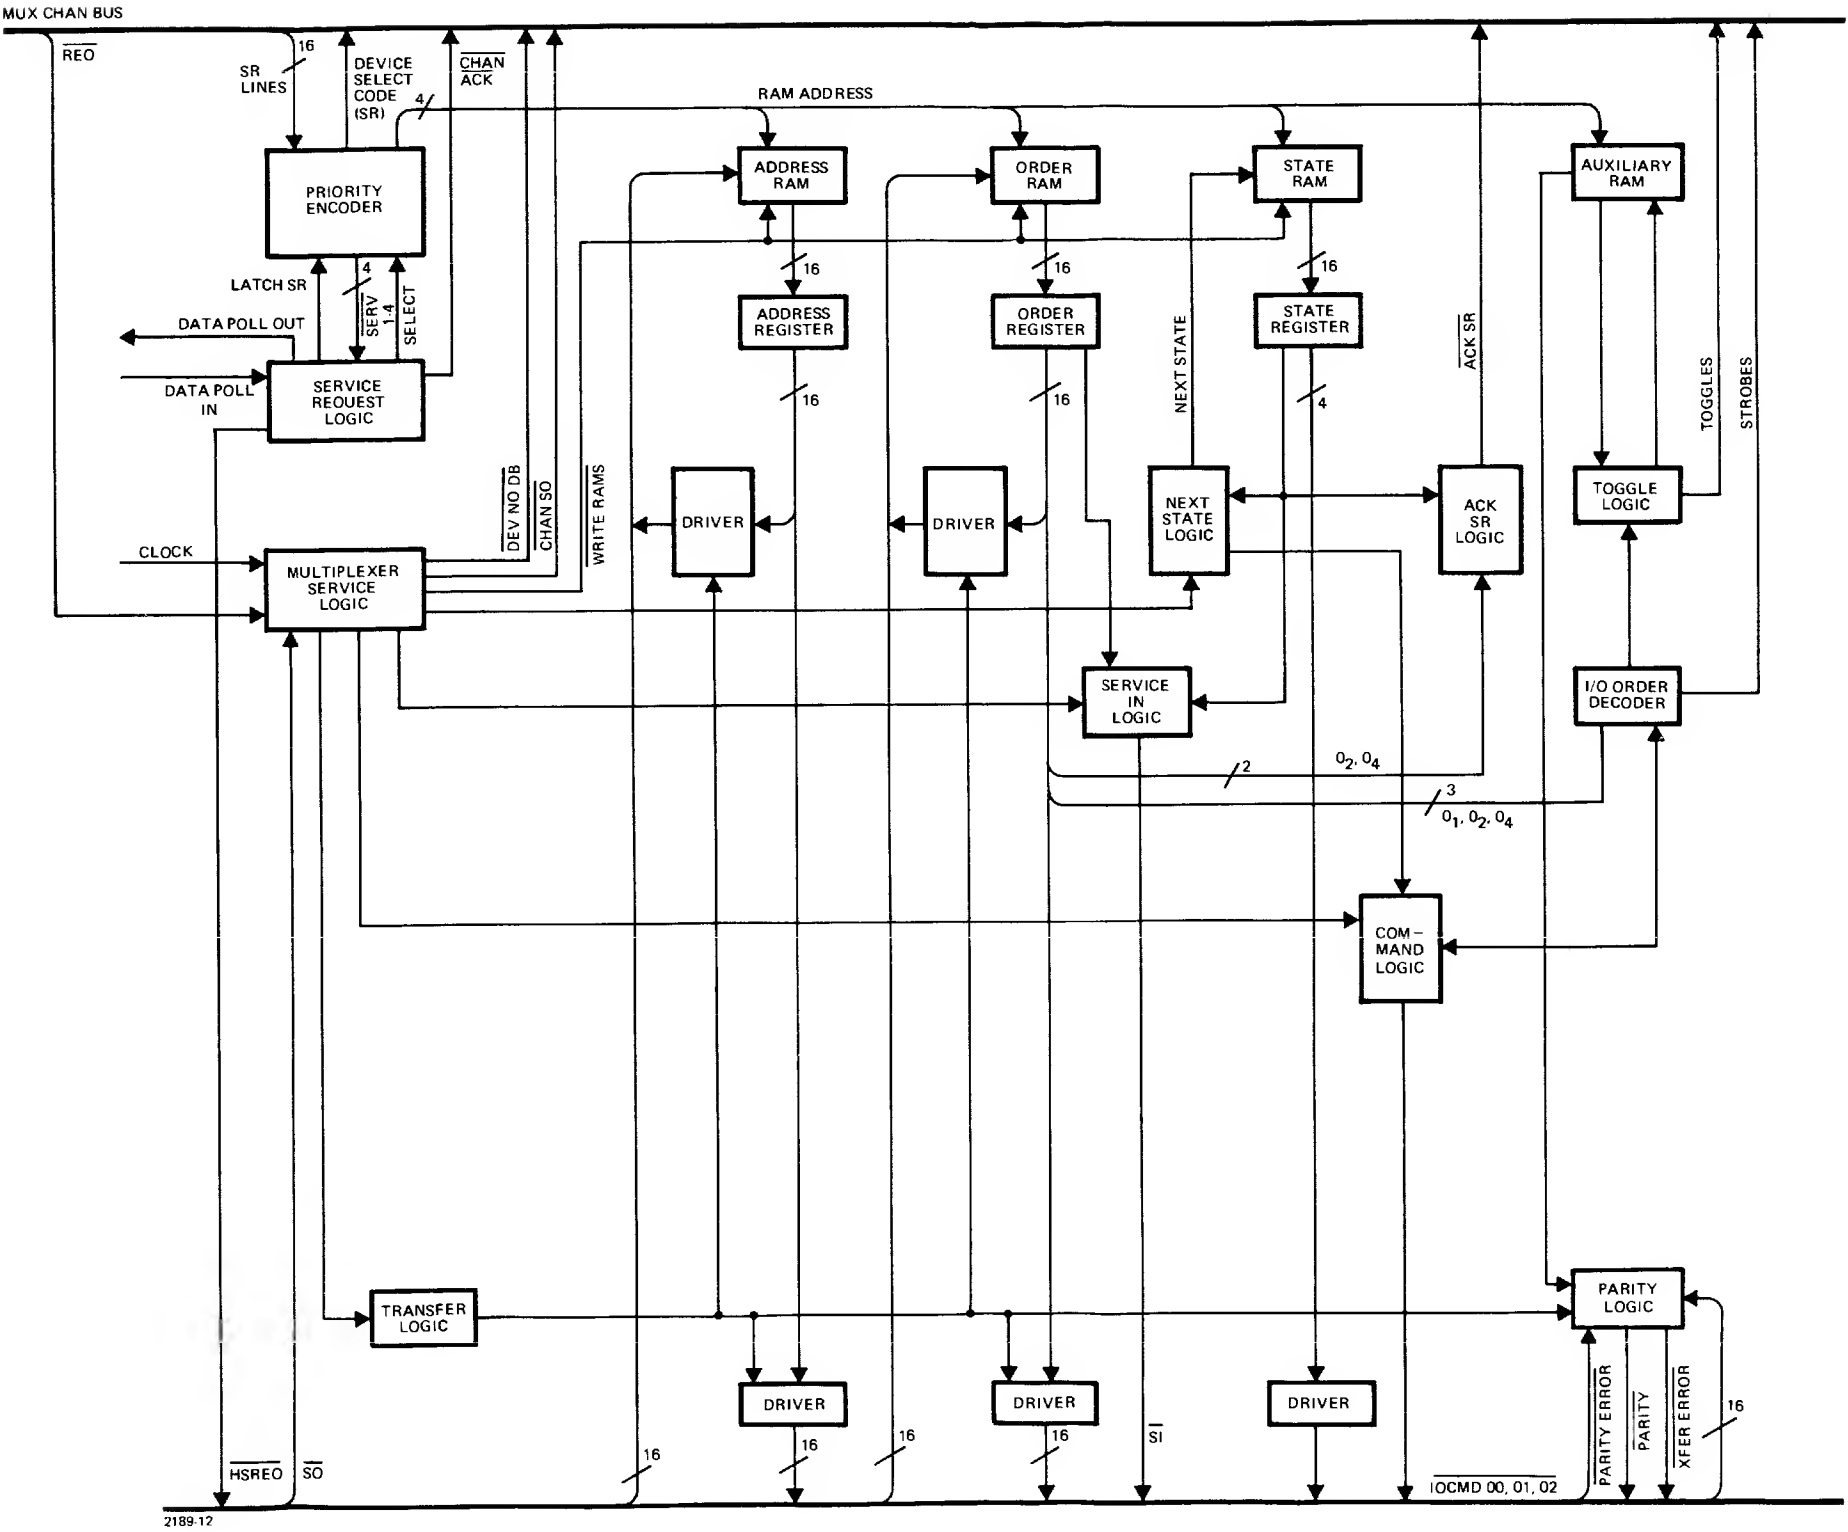 MUX CHAN BUS
REO
16
SR
LINES
DEVICE
SELECT
CODE
(SR)
CHAN
ACK
4
RAM ADDRESS
PRIORITY
ENCODER
ADDRESS
RAM
ORDER
RAM
STATE
RAM
AUXILIARY
RAM
LATCH SR
4
SERV
1-4
SELECT
16
16
16
ADDRESS
REGISTER
ORDER
REGISTER
STATE
REGISTER
DATA POLL OUT
DATA POLL
IN
SERVICE
REQUEST
LOGIC
16
16
4
NEXT STATE
ACK SR
TOGGLES
STROBES
DEV NO DB
CHAN SO
WRITE RAMS
DRIVER
DRIVER
NEXT
STATE
LOGIC
ACK
SR
LOGIC
TOGGLE
LOGIC
CLOCK
MULTIPLEXER
SERVICE
LOGIC
SERVICE
IN
LOGIC
I/O ORDER
DECODER
2
O2, O4
3
O1, O2, O4
COM-
MAND
LOGIC
TRANSFER
LOGIC
PARITY
LOGIC
DRIVER
DRIVER
DRIVER
HSREO
SO
16
16
16
16
SI
IOCMD 00, 01, 02
PARITY ERROR
PARITY
XFER ERROR
16
2189-12